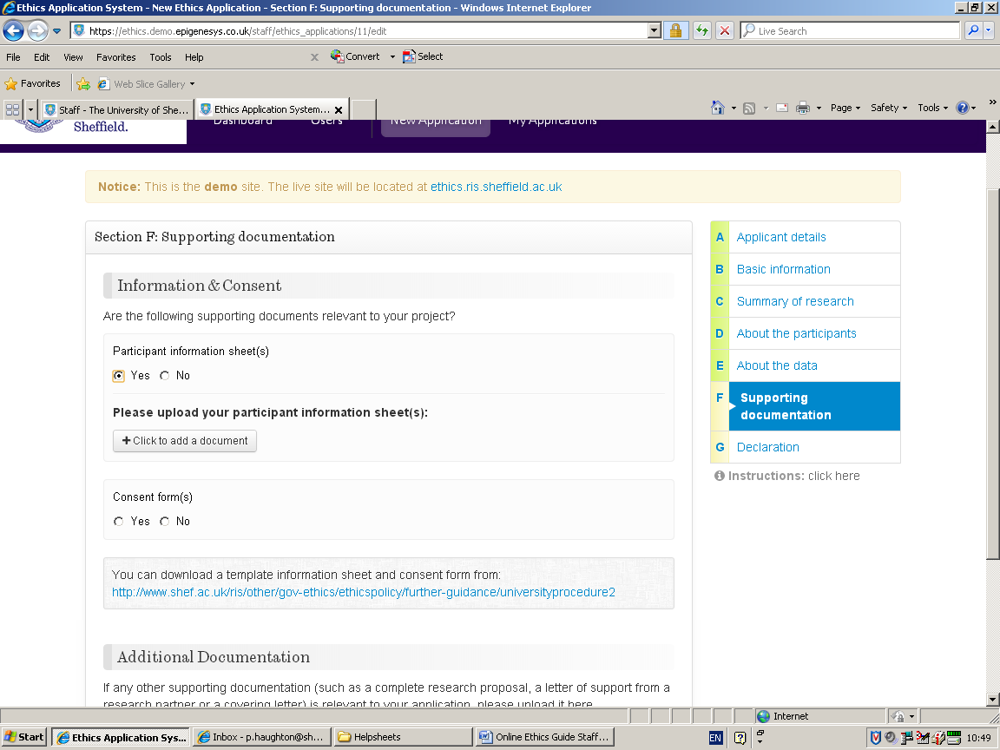 Ethics Application System - New Ethics Application - Section F: Supporting documentation - Windows Internet Explorer
https://ethics.demo.epigenesys.co.uk/staff/ethics_applications/11/edit
Live Search
File Edit View Favorites Tools Help
x Convert Select
Favorites Web Slice Gallery
Staff - The University of She... Ethics Application System... Page Safety Tools
Sheffield. Dashboard Users New Application My Applications
Notice: This is the demo site. The live site will be located at ethics.ris.sheffield.ac.uk
Section F: Supporting documentation
Information & Consent
Are the following supporting documents relevant to your project?
Participant information sheet(s)
Yes No
Please upload your participant information sheet(s):
Click to add a document
Consent form(s)
Yes No
You can download a template information sheet and consent form from:
http://www.shef.ac.uk/ris/other/gov-ethics/ethicspolicy/further-guidance/universityprocedure2
Additional Documentation
If any other supporting documentation (such as a complete research proposal, a letter of support from a
research partner or a covering letter) is relevant to your application, please upload it here
A Applicant details
B Basic information
C Summary of research
D About the participants
E About the data
F Supporting
documentation
G Declaration
Instructions: click here
Internet
Start Ethics Application Sys... Inbox - p.haughton@sh... Helpsheets Online Ethics Guide Staff... EN 10:49